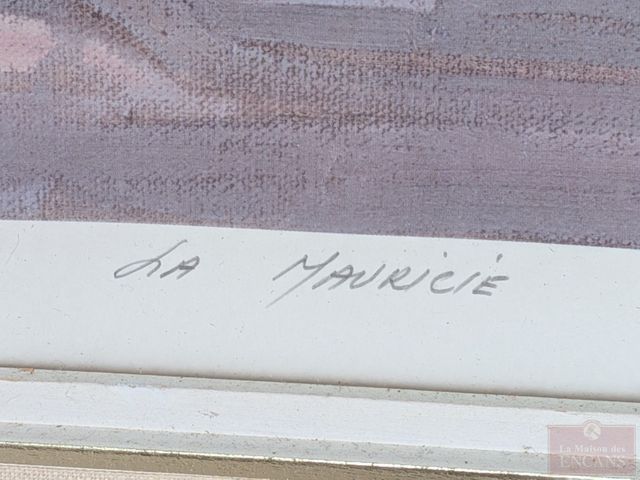 LA MAURICIE
La Maison des
ENCANS